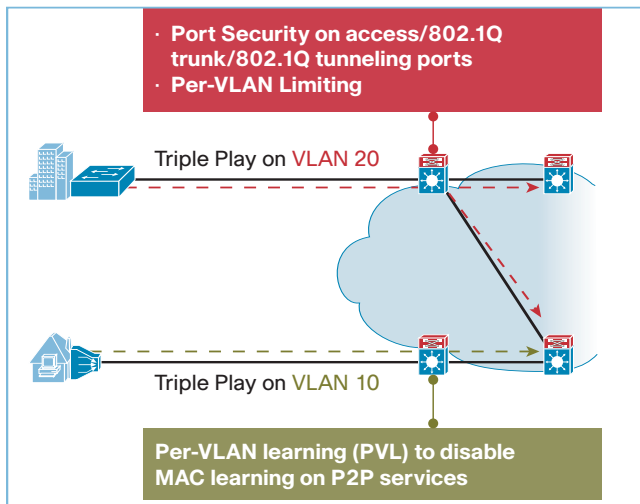 · Port Security on access/802.1Q
trunk/802.1Q tunneling ports
· Per-VLAN Limiting
Triple Play on VLAN 20
Triple Play on VLAN 10
Per-VLAN learning (PVL) to disable
MAC learning on P2P services